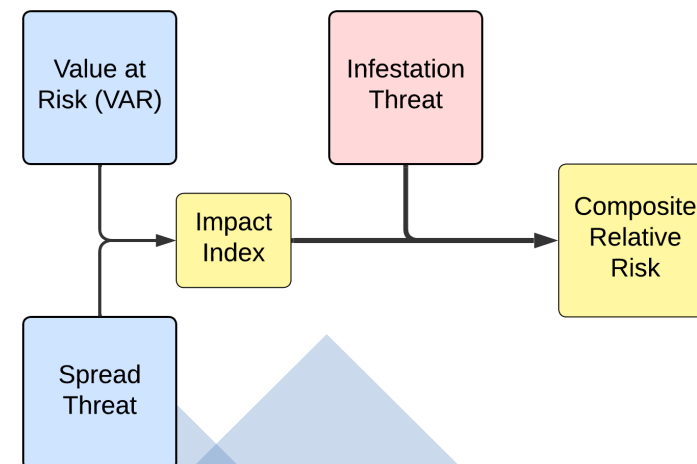 Value at
Risk (VAR)
Infestation
Threat
Impact
Index
Composite
Relative
Risk
Spread
Threat